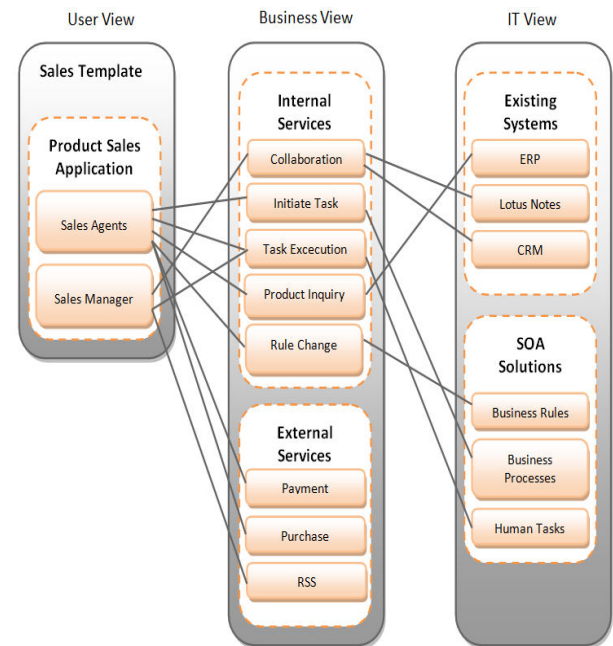 User View
Business View
IT View
Sales Template
Product Sales
Application
Sales Agents
Sales Manager
Internal
Services
Collaboration
Initiate Task
Task Excecution
Product Inquiry
Rule Change
External
Services
Payment
Purchase
RSS
Existing
Systems
ERP
Lotus Notes
CRM
SOA
Solutions
Business Rules
Business
Processes
Human Tasks